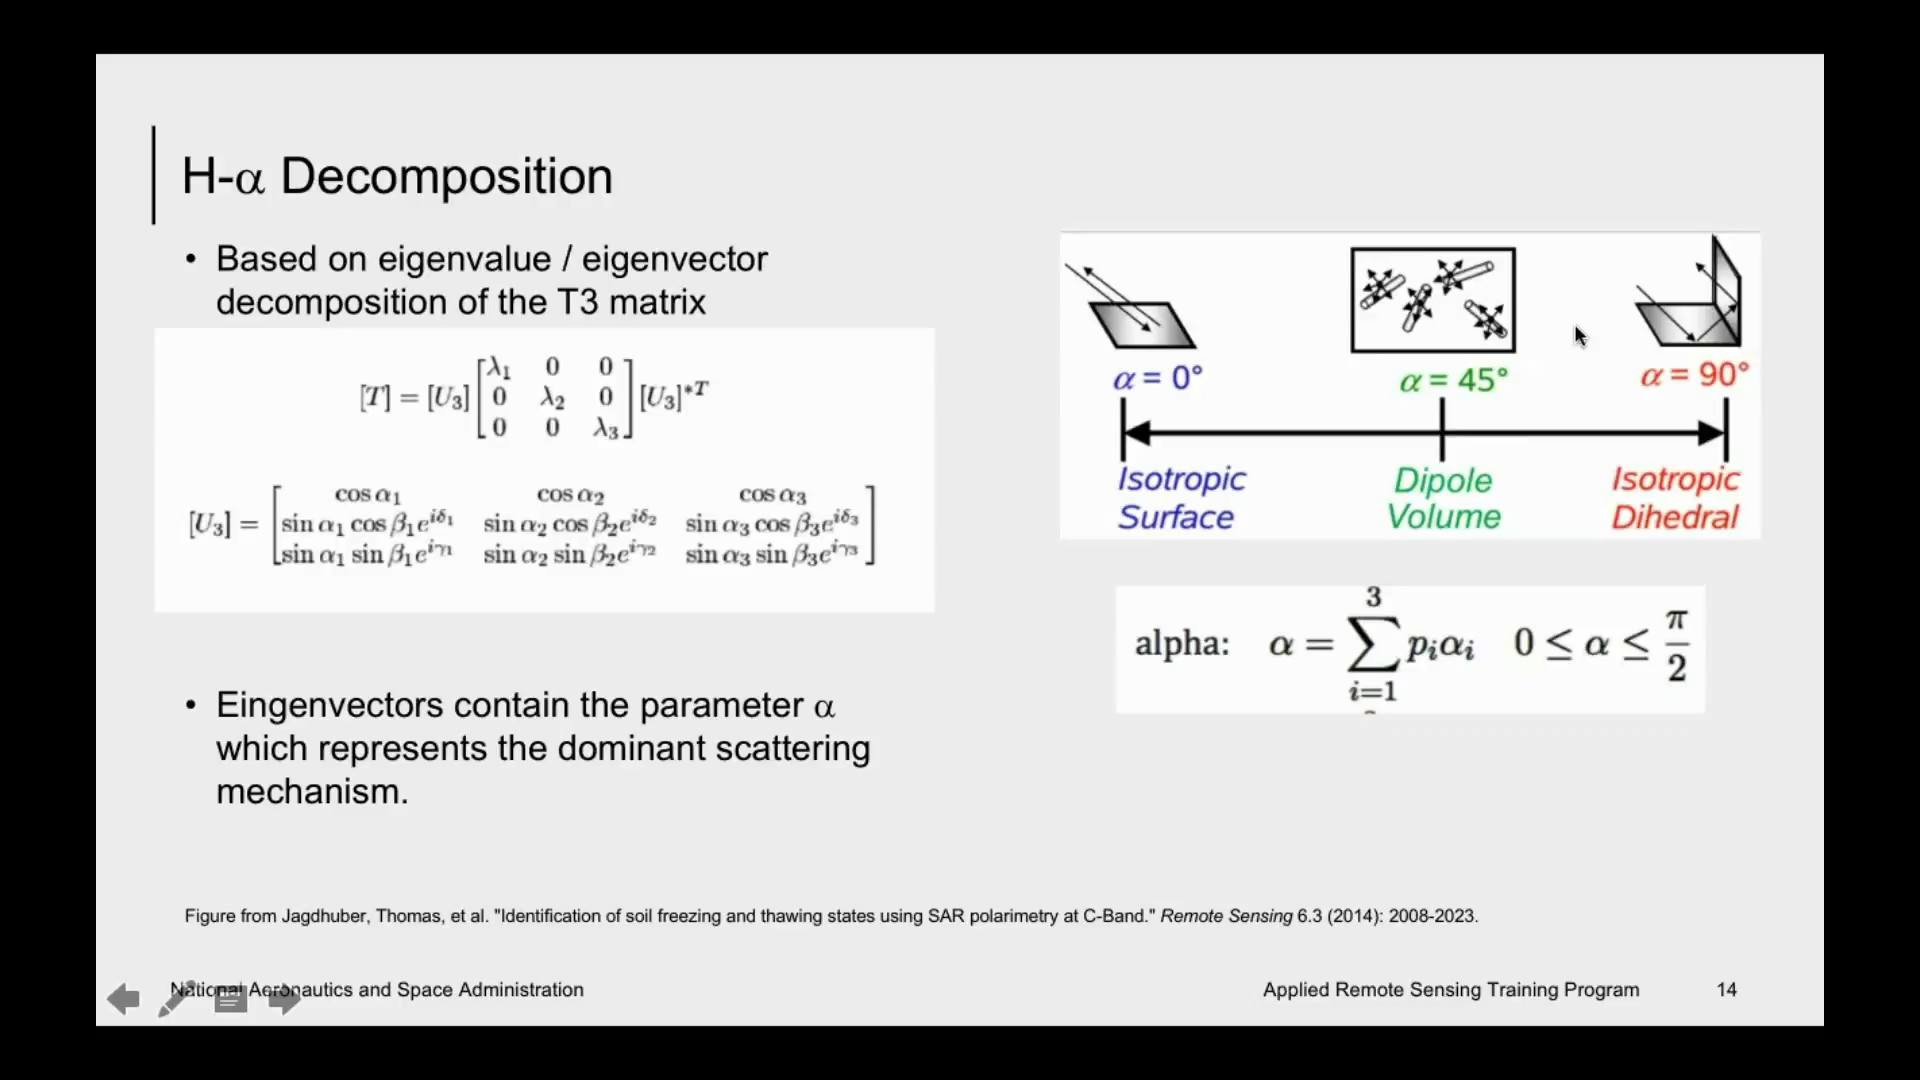 H-α Decomposition
• Based on eigenvalue / eigenvector
decomposition of the T3 matrix
[T] = [U₃] [λ₁ 0 0
0 λ₂ 0
0 0 λ₃] [U₃]*ᵀ
[U₃] = [cos α₁ cos α₂ cos α₃
sin α₁ cos β₁e^{iδ₁} sin α₂ cos β₂e^{iδ₂} sin α₃ cos β₃e^{iδ₃}
sin α₁ sin β₁e^{iγ₁} sin α₂ sin β₂e^{iγ₂} sin α₃ sin β₃e^{iγ₃}]
• Eingenvectors contain the parameter α
which represents the dominant scattering
mechanism.
α = 0° α = 45° α = 90°
Isotropic Dipole Isotropic
Surface Volume Dihedral
alpha: α = ∑_{i=1}^{3} pᵢαᵢ 0 ≤ α ≤ π/2
Figure from Jagdhuber, Thomas, et al. "Identification of soil freezing and thawing states using SAR polarimetry at C-Band." Remote Sensing 6.3 (2014): 2008-2023.
National Aeronautics and Space Administration
Applied Remote Sensing Training Program 14